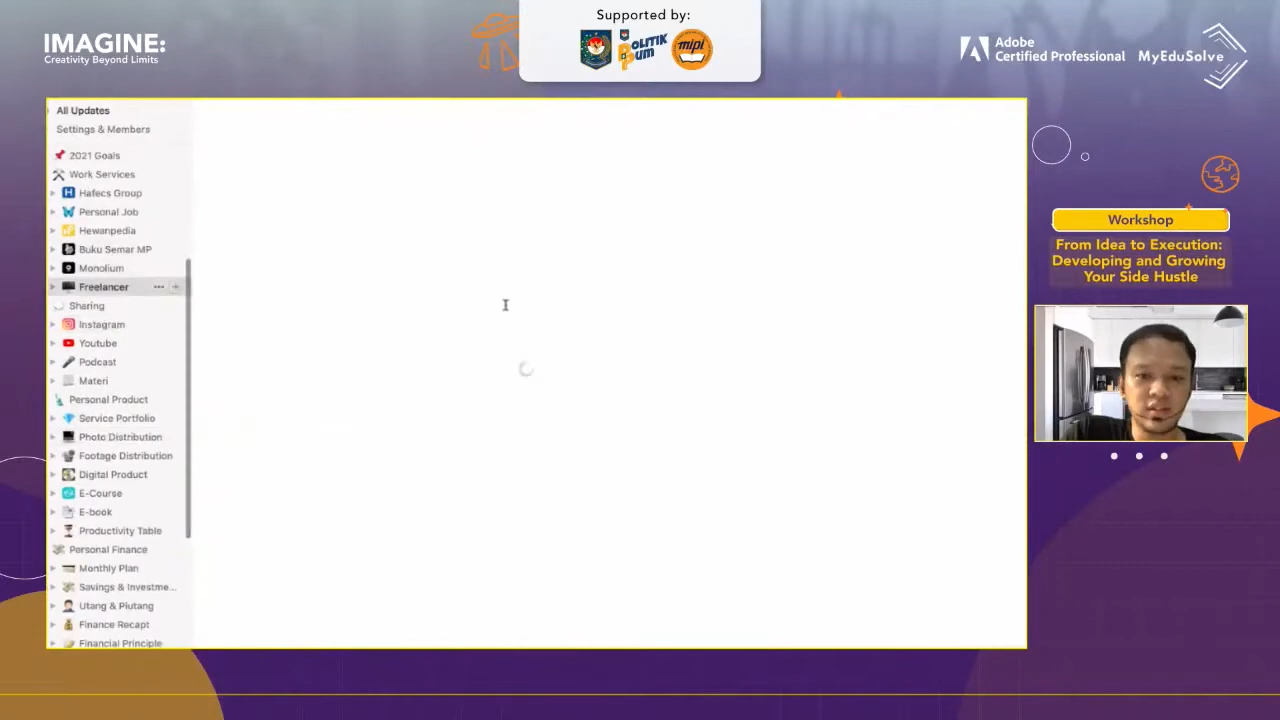 Supported by:
POLITIK
PUM
mipi
IMAGINE:
Creativity Beyond Limits
Adobe
Certified Professional
MyEduSolve
All Updates
Settings & Members
2021 Goals
Work Services
Hafecs Group
Personal Job
Hewanpedia
Buku Semar MP
Monolium
Freelancer
Sharing
Instagram
Youtube
Podcast
Materi
Personal Product
Service Portfolio
Photo Distribution
Footage Distribution
Digital Product
E-Course
E-book
Productivity Table
Personal Finance
Monthly Plan
Savings & Investme...
Utang & Piutang
Finance Recapt
Financial Principle
Workshop
From Idea to Execution:
Developing and Growing
Your Side Hustle